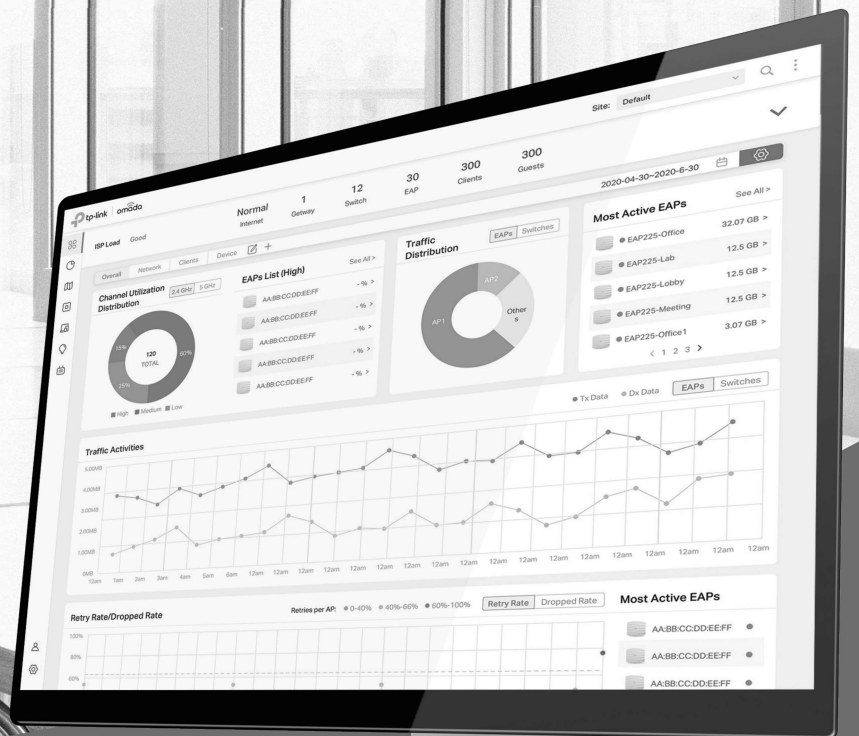 Site: Default
tp-link omada
Normal 1 12 30 300 300
Internet Getway Switch EAP Clients Guests
ISP Load Good
2020-04-30~2020-6-30
Overall Network Clients Device
Channel Utilization Distribution
2.4 GHz 5 GHz
15%
60%
25%
120
TOTAL
High Medium Low
EAPs List (High)
See All >
AA:BB:CC:DD:EE:FF - % >
AA:BB:CC:DD:EE:FF - % >
AA:BB:CC:DD:EE:FF - % >
AA:BB:CC:DD:EE:FF - % >
AA:BB:CC:DD:EE:FF - % >
Traffic
Distribution
EAPs Switches
AP1
AP2
Other
s
Most Active EAPs
See All >
EAP225-Office 32.07 GB >
EAP225-Lab 12.5 GB >
EAP225-Lobby 12.5 GB >
EAP225-Meeting 12.5 GB >
EAP225-Office1 3.07 GB >
< 1 2 3 >
Traffic Activities
Tx Data Dx Data EAPs Switches
5.00MB
4.00MB
3.00MB
2.00MB
1.00MB
0MB
12am 1am 2am 3am 4am 5am 6am 12am 12am 12am 12am 12am 12am 12am 12am 12am 12am 12am 12am 12am 12am 12am 12am
Retry Rate/Dropped Rate
Retries per AP: 0-40% 40%-66% 60%-100%
Retry Rate Dropped Rate
100%
80%
60%
Most Active EAPs
AA:BB:CC:DD:EE:FF
AA:BB:CC:DD:EE:FF
AA:BB:CC:DD:EE:FF